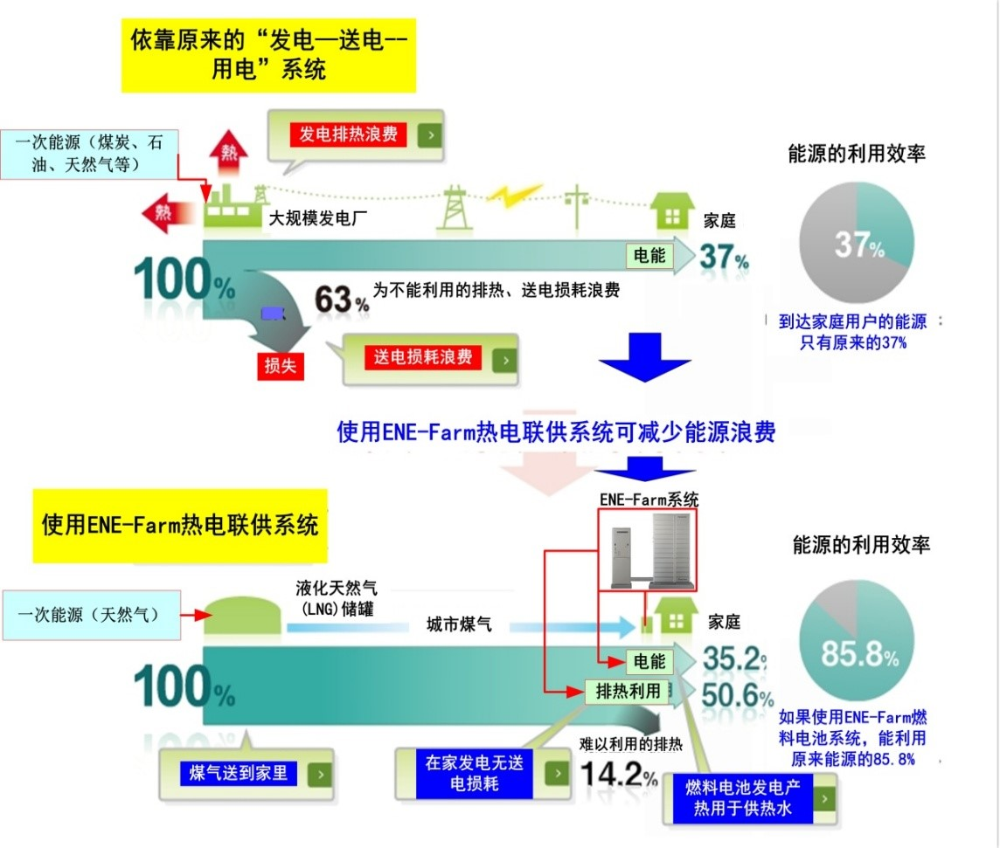 依靠原来的“发电—送电--
用电”系统
一次能源（煤炭、石
油、天然气等）
熱
发电排热浪费
熱
大规模发电厂
家庭
能源的利用效率
100%
电能
37%
37%
63%
为不能利用的排热、送电损耗浪费
损失
送电损耗浪费
到达家庭用户的能源
只有原来的37%
使用ENE-Farm热电联供系统可减少能源浪费
使用ENE-Farm热电联供系统
ENE-Farm系统
能源的利用效率
一次能源（天然气）
液化天然气
(LNG)储罐
城市煤气
家庭
100%
电能
35.2%
排热利用
50.6%
85.8%
难以利用的排热
14.2%
煤气送到家里
在家发电无送
电损耗
燃料电池发电产
热用于供热水
如果使用ENE-Farm燃
料电池系统，能利用
原来能源的85.8%